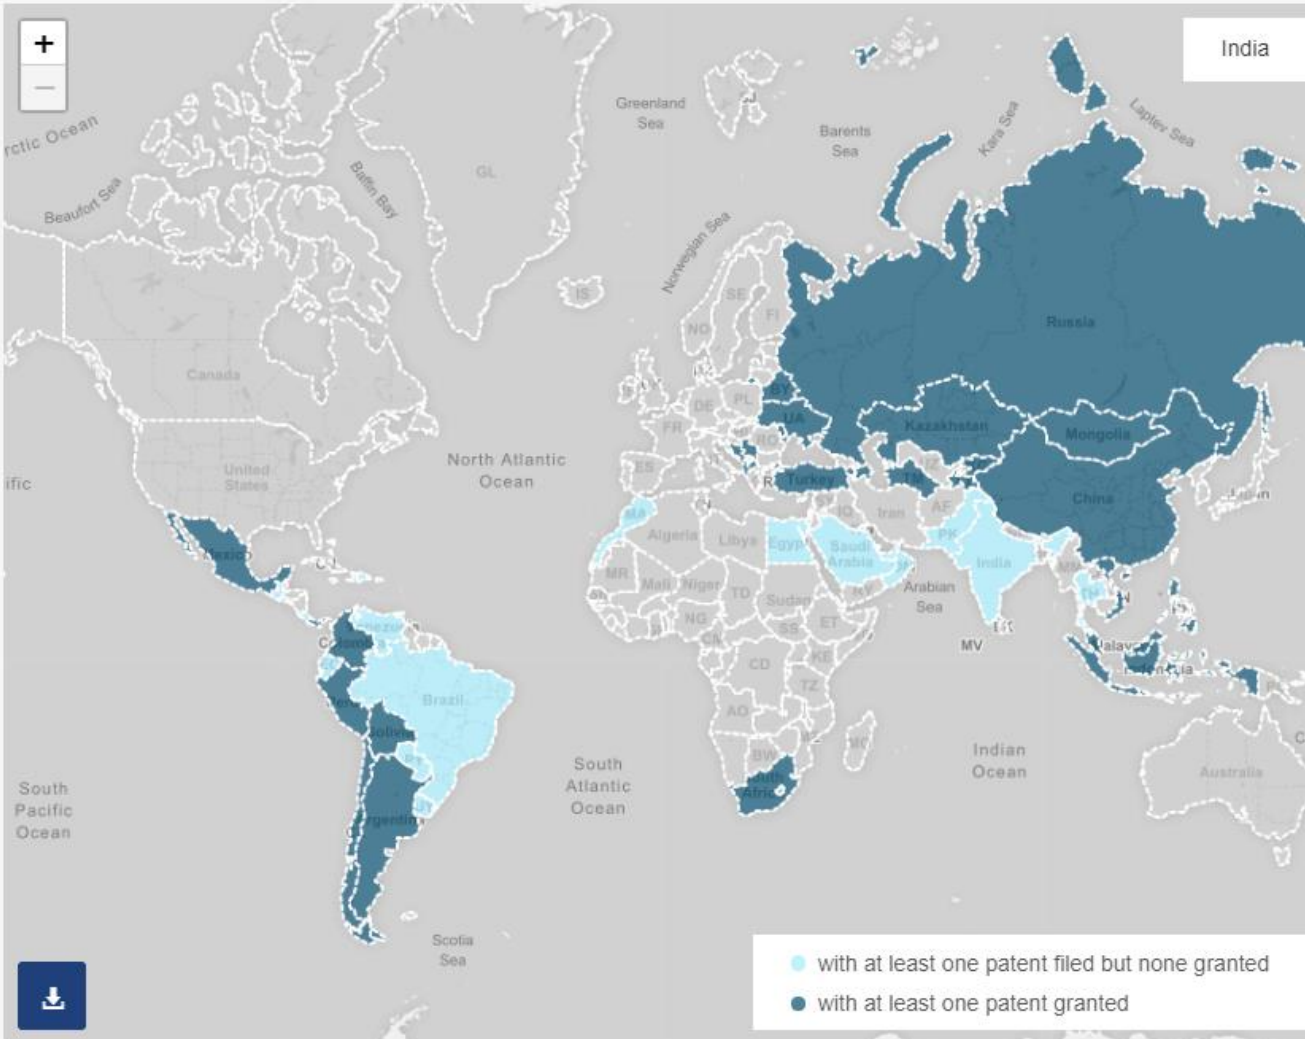 +
India
−
Greenland
Sea
Barents
Sea
Kara Sea
Laptev Sea
rctic Ocean
Beaufort Sea
Baffin Bay
GL
Norwegian Sea
IS
SE
NO
FI
Russia
Canada
DE
PL
BY
UA
FR
RO
Kazakhstan
Mongolia
North Atlantic
Ocean
United
States
ific
ES
Turkey
TM
China
MA
Algeria
Libya
Egypt
IQ
Iran
AF
PK
Saudi
Arabia
India
Mexico
MR
Mali
Niger
TD
Sudan
Arabian
Sea
NG
SS
ET
MV
CD
KE
TZ
Brazil
AO
BW
Indian
Ocean
South
Atlantic
Ocean
South
Pacific
Ocean
Australia
Scotia
Sea
with at least one patent filed but none granted
with at least one patent granted